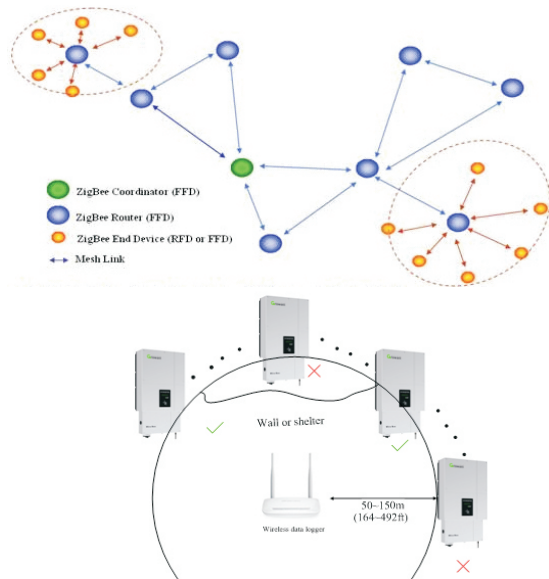 ZigBee Coordinator (FFD)
ZigBee Router (FFD)
ZigBee End Device (RFD or FFD)
Mesh Link
Wall or shelter
50~150m
(164~492ft)
Wireless data logger